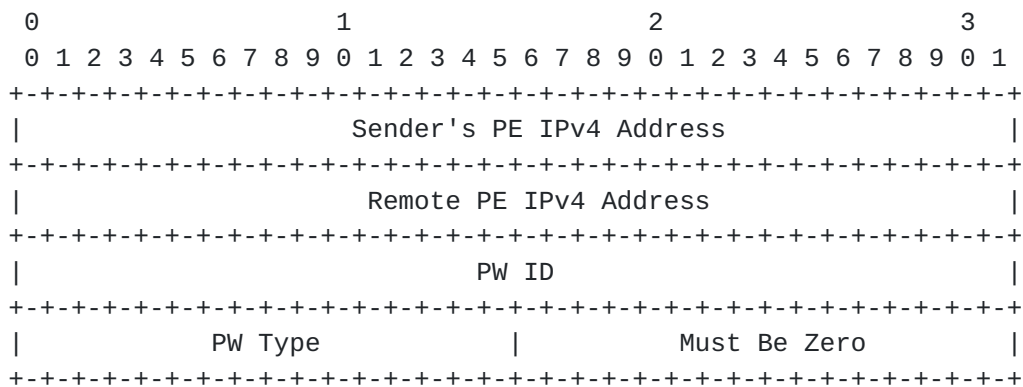 0                   1                   2                   3
 0 1 2 3 4 5 6 7 8 9 0 1 2 3 4 5 6 7 8 9 0 1 2 3 4 5 6 7 8 9 0 1
+-+-+-+-+-+-+-+-+-+-+-+-+-+-+-+-+-+-+-+-+-+-+-+-+-+-+-+-+-+-+-+-+
|                     Sender's PE IPv4 Address                  |
+-+-+-+-+-+-+-+-+-+-+-+-+-+-+-+-+-+-+-+-+-+-+-+-+-+-+-+-+-+-+-+-+
|                      Remote PE IPv4 Address                   |
+-+-+-+-+-+-+-+-+-+-+-+-+-+-+-+-+-+-+-+-+-+-+-+-+-+-+-+-+-+-+-+-+
|                             PW ID                             |
+-+-+-+-+-+-+-+-+-+-+-+-+-+-+-+-+-+-+-+-+-+-+-+-+-+-+-+-+-+-+-+-+
|            PW Type            |          Must Be Zero         |
+-+-+-+-+-+-+-+-+-+-+-+-+-+-+-+-+-+-+-+-+-+-+-+-+-+-+-+-+-+-+-+-+